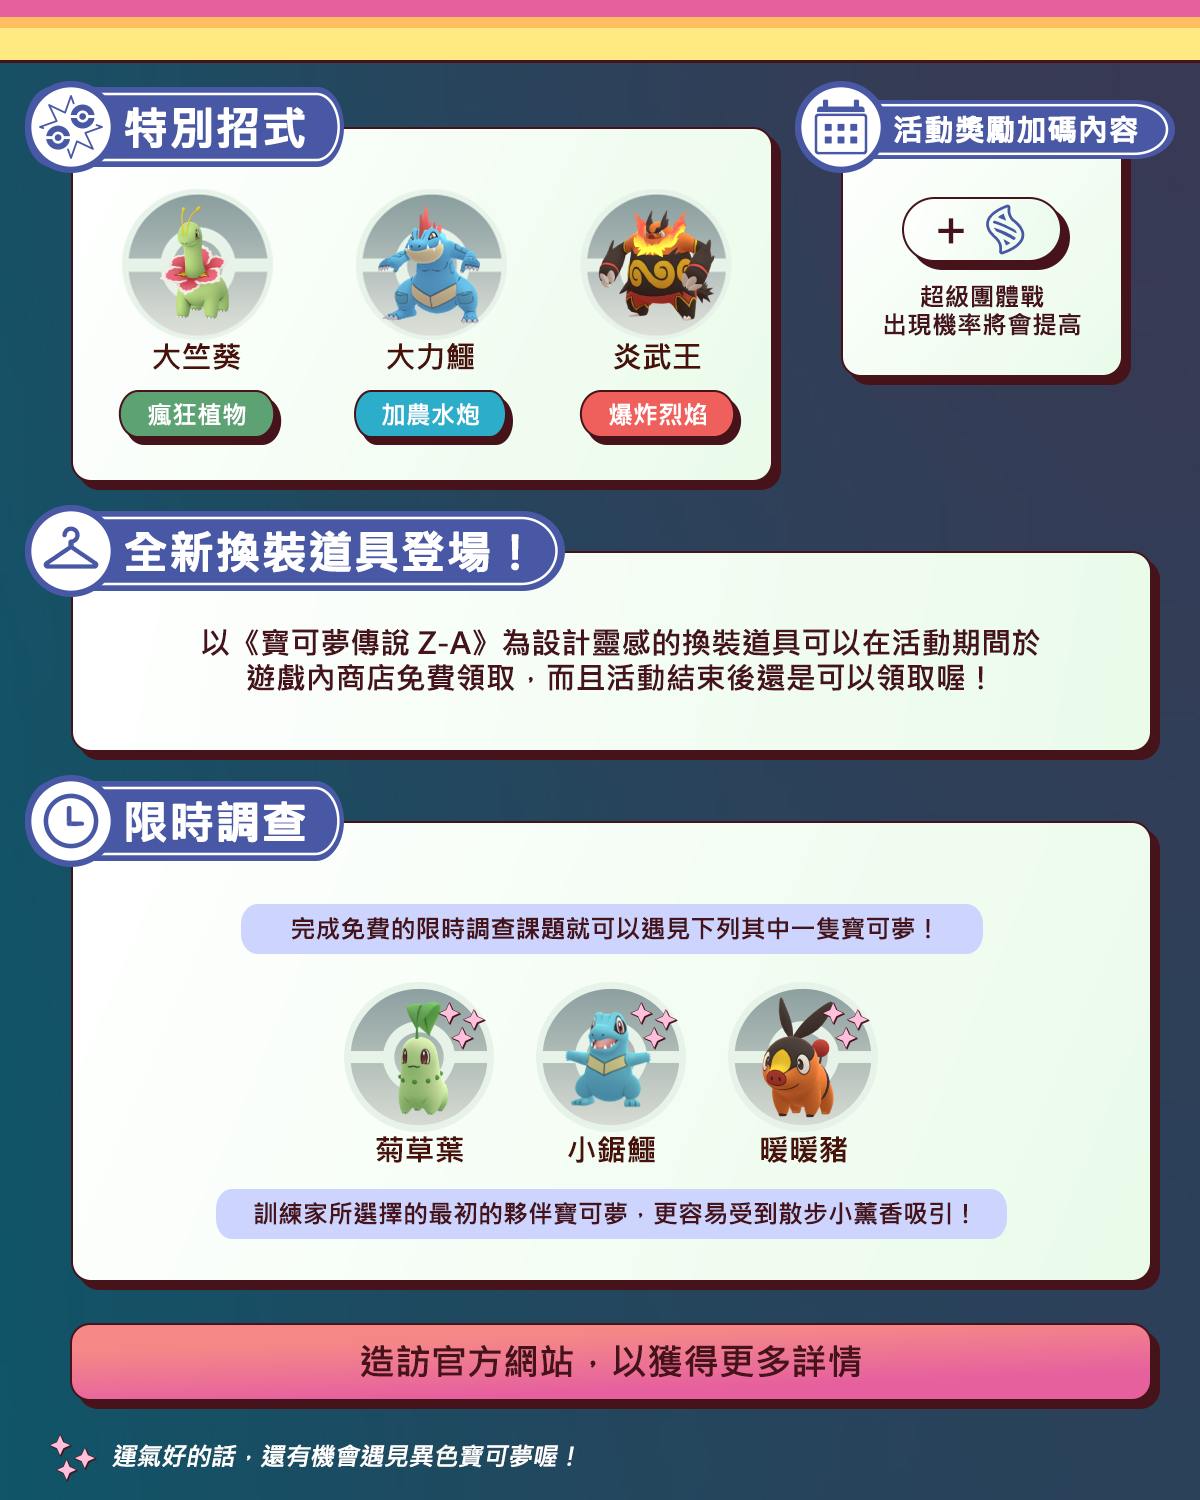 特別招式
大竺葵
大力鱷
炎武王
瘋狂植物
加農水炮
爆炸烈焰
活動獎勵加碼內容
+
超級團體戰
出現機率將會提高
全新換裝道具登場！
以《寶可夢傳說 Z-A》為設計靈感的換裝道具可以在活動期間於
遊戲內商店免費領取，而且活動結束後還是可以領取喔！
限時調查
完成免費的限時調查課題就可以遇見下列其中一隻寶可夢！
菊草葉
小鋸鱷
暖暖豬
訓練家所選擇的最初的夥伴寶可夢，更容易受到散步小薰香吸引！
造訪官方網站，以獲得更多詳情
運氣好的話，還有機會遇見異色寶可夢喔！